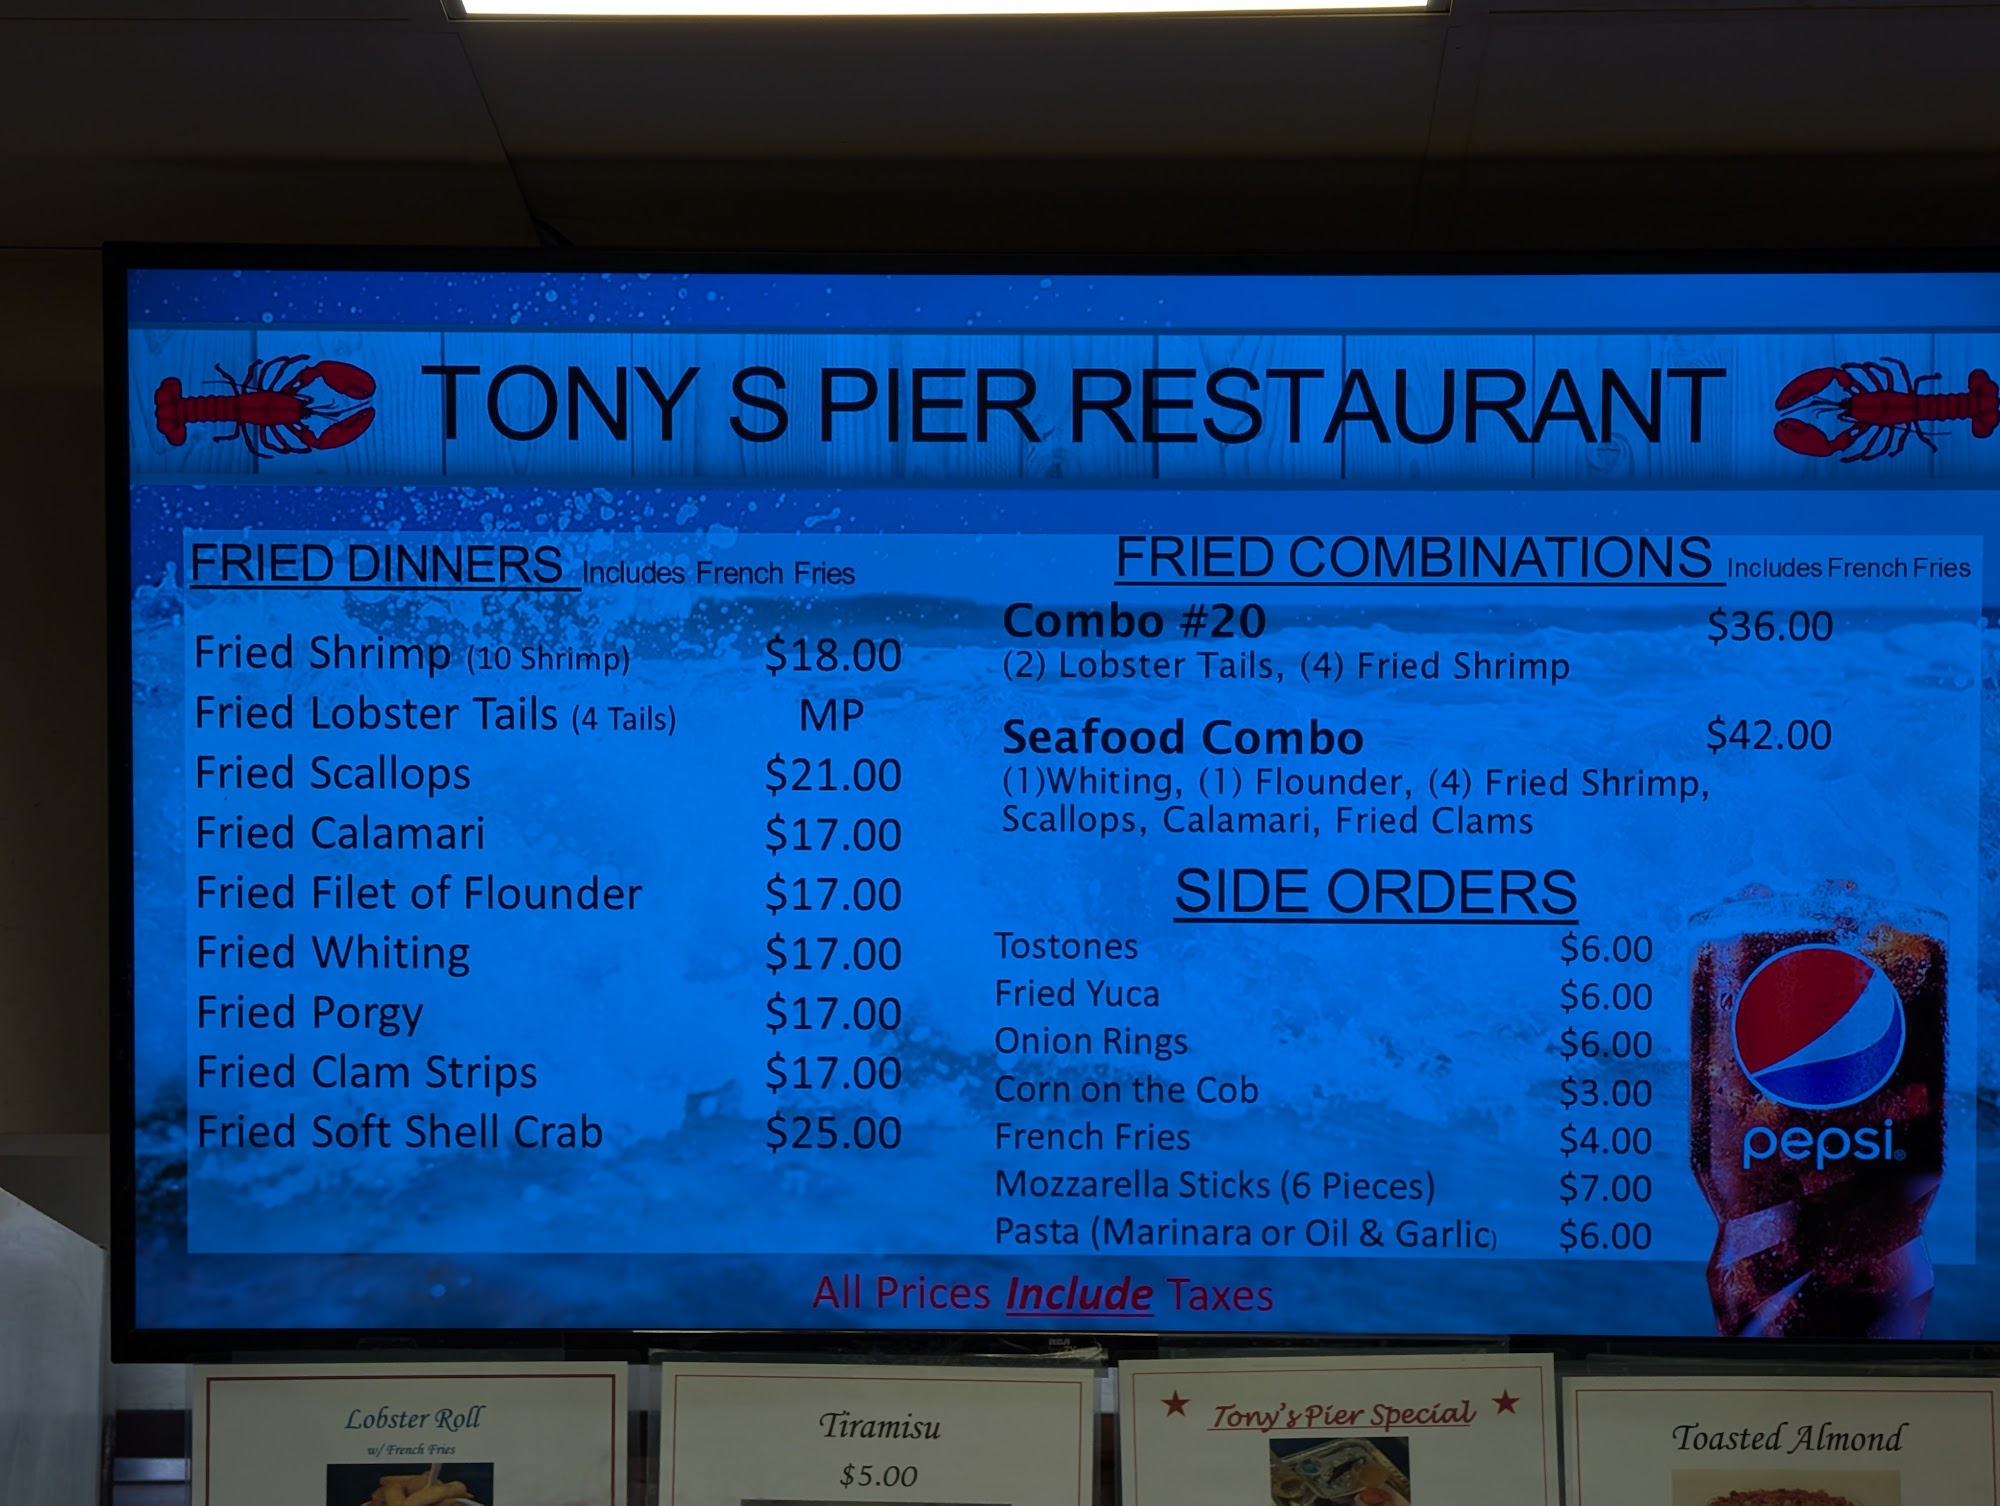 TONY S PIER RESTAURANT
FRIED DINNERS Includes French Fries
Fried Shrimp (10 Shrimp) $18.00
Fried Lobster Tails (4 Tails) MP
Fried Scallops $21.00
Fried Calamari $17.00
Fried Filet of Flounder $17.00
Fried Whiting $17.00
Fried Porgy $17.00
Fried Clam Strips $17.00
Fried Soft Shell Crab $25.00
FRIED COMBINATIONS Includes French Fries
Combo #20 $36.00
(2) Lobster Tails, (4) Fried Shrimp
Seafood Combo $42.00
(1)Whiting, (1) Flounder, (4) Fried Shrimp,
Scallops, Calamari, Fried Clams
SIDE ORDERS
Tostones $6.00
Fried Yuca $6.00
Onion Rings $6.00
Corn on the Cob $3.00
French Fries $4.00
Mozzarella Sticks (6 Pieces) $7.00
Pasta (Marinara or Oil & Garlic) $6.00
pepsi®
All Prices Include Taxes
RCA
Lobster Roll
w/ French Fries
Tiramisu
$5.00
Tony's Pier Special
Toasted Almond